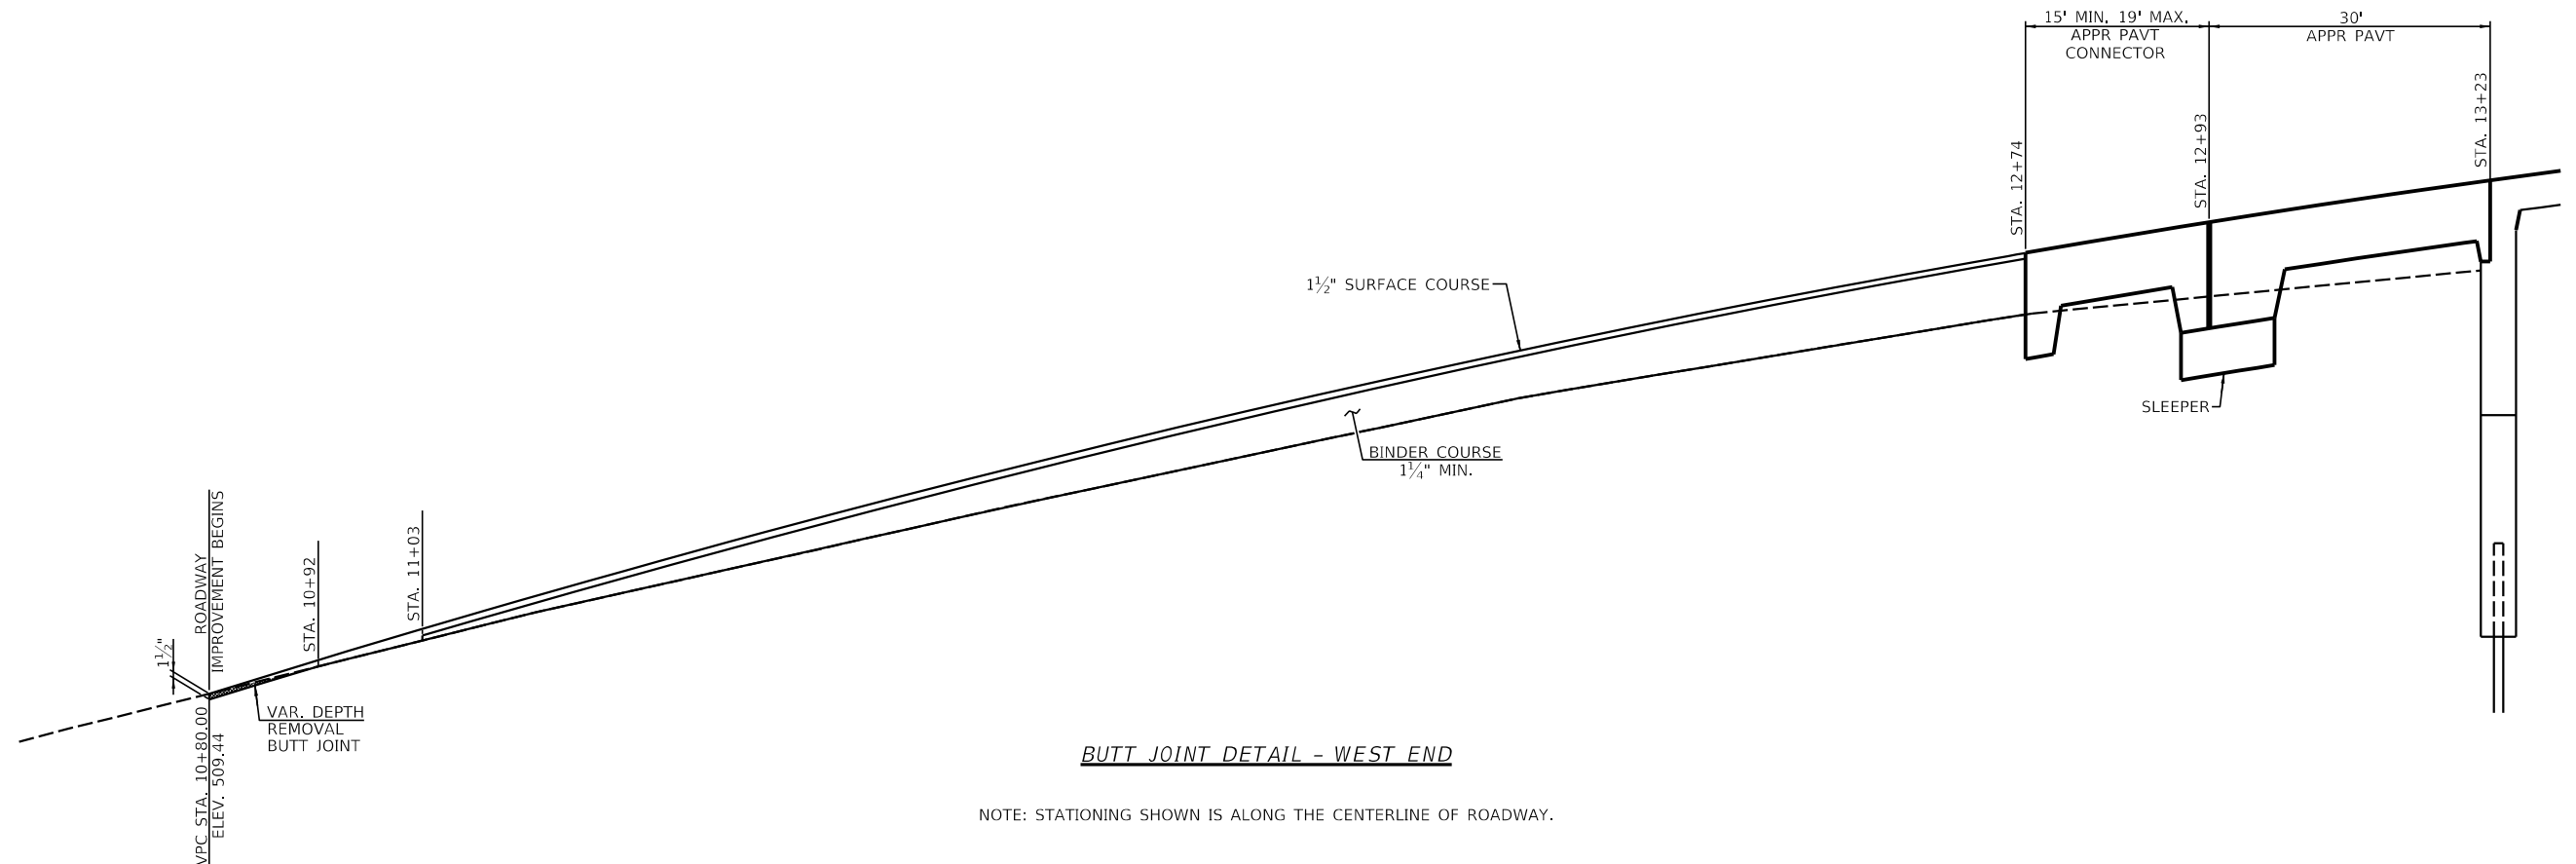 15' MIN. 19' MAX.
APPR PAVT
CONNECTOR
30'
APPR PAVT
STA. 12+74
STA. 12+93
STA. 13+23
1½" SURFACE COURSE
SLEEPER
BINDER COURSE
1¼" MIN.
ROADWAY
IMPROVEMENT BEGINS
STA. 10+92
STA. 11+03
1½"
VAR. DEPTH
REMOVAL
BUTT JOINT
VPC STA. 10+80.00
ELEV. 509.44
BUTT JOINT DETAIL – WEST END
NOTE: STATIONING SHOWN IS ALONG THE CENTERLINE OF ROADWAY.